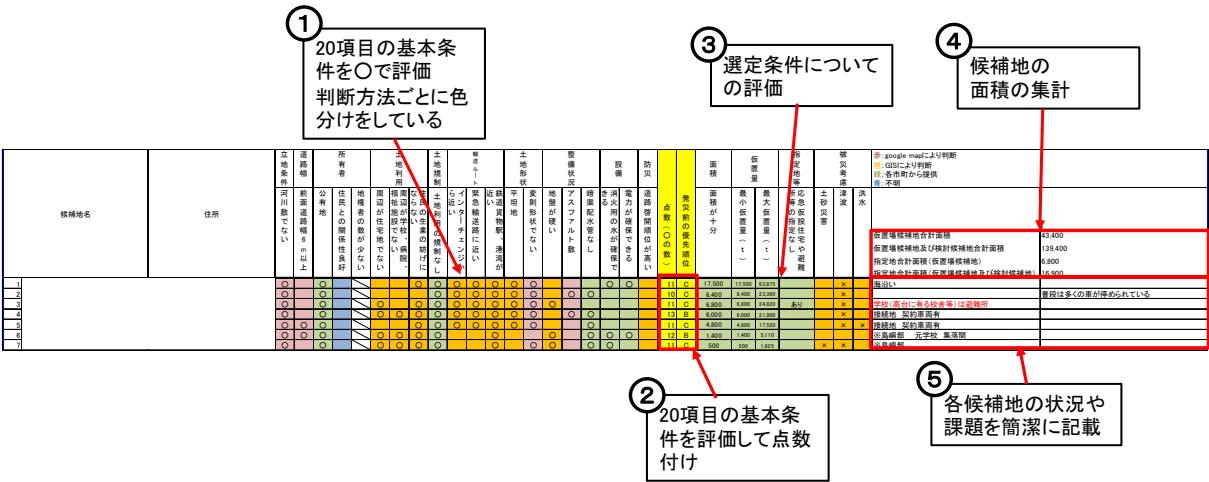 ①
20項目の基本条
件を〇で評価
判断方法ごとに色
分けをしている
③
選定条件について
の評価
④
候補地の
面積の集計
候補地名
住所
立地条件
道路幅
所有者
土地利用
土地規制
輸送ルート
土地形状
整備状況
設備
防災
点数(〇の数)
発災前の優先順位
面積
仮置量
指定地等
被災考慮
河川敷でない
前面道路幅6m以上
公有地
住民との関係性良好
地権者の数が少ない
周辺が住宅地でない
周辺が学校、病院、福祉施設でない
住民の生業の妨げにならない
土地利用の規制なし
インターチェンジから近い
緊急輸送路に近い
鉄道貨物駅、港湾が近い
平坦地
変則形状でない
地盤が硬い
アスファルト敷
暗渠配水管なし
消火用の水が確保できる
電力が確保できる
道路啓開順位が高い
面積が十分
最小仮置量(t)
最大仮置量(t)
応急仮設住宅や避難所等の指定なし
土砂災害
津波
洪水
赤:google mapにより判断
橙:GISにより判断
緑:各市町から提供
青:不明
仮置場候補地合計面積 43,400
仮置場候補地及び検討候補地合計面積 139,400
指定地合計面積(仮置場候補地) 6,800
指定地合計面積(仮置場候補地及び検討候補地) 16,900
1 〇 〇 〇 〇 〇 〇 〇 〇 〇 〇 〇 11 C 17,500 17,500 63,875 × 海沿い
2 〇 〇 〇 〇 〇 〇 〇 〇 〇 〇 10 C 6,400 6,400 23,360 × 普段は多くの車が停められている
3 〇 〇 〇 〇 〇 〇 〇 〇 〇 〇 〇 11 C 6,800 6,800 24,820 あり × 学校(高台に有る校舎等)は避難所
4 〇 〇 〇 〇 〇 〇 〇 〇 〇 〇 〇 〇 〇 13 B 6,000 6,000 21,900 × 接続地 契約車両有
5 〇 〇 〇 〇 〇 〇 〇 〇 〇 〇 〇 11 C 4,800 4,800 17,520 × × 接続地 契約車両有
6 〇 〇 〇 〇 〇 〇 〇 〇 〇 〇 〇 〇 12 B 1,400 1,400 5,110 × ※島嶼部 元学校 集落間
7 〇 〇 〇 〇 〇 〇 〇 〇 〇 〇 〇 11 C 500 500 1,825 × × ※島嶼部
②
20項目の基本条
件を評価して点数
付け
⑤
各候補地の状況や
課題を簡潔に記載